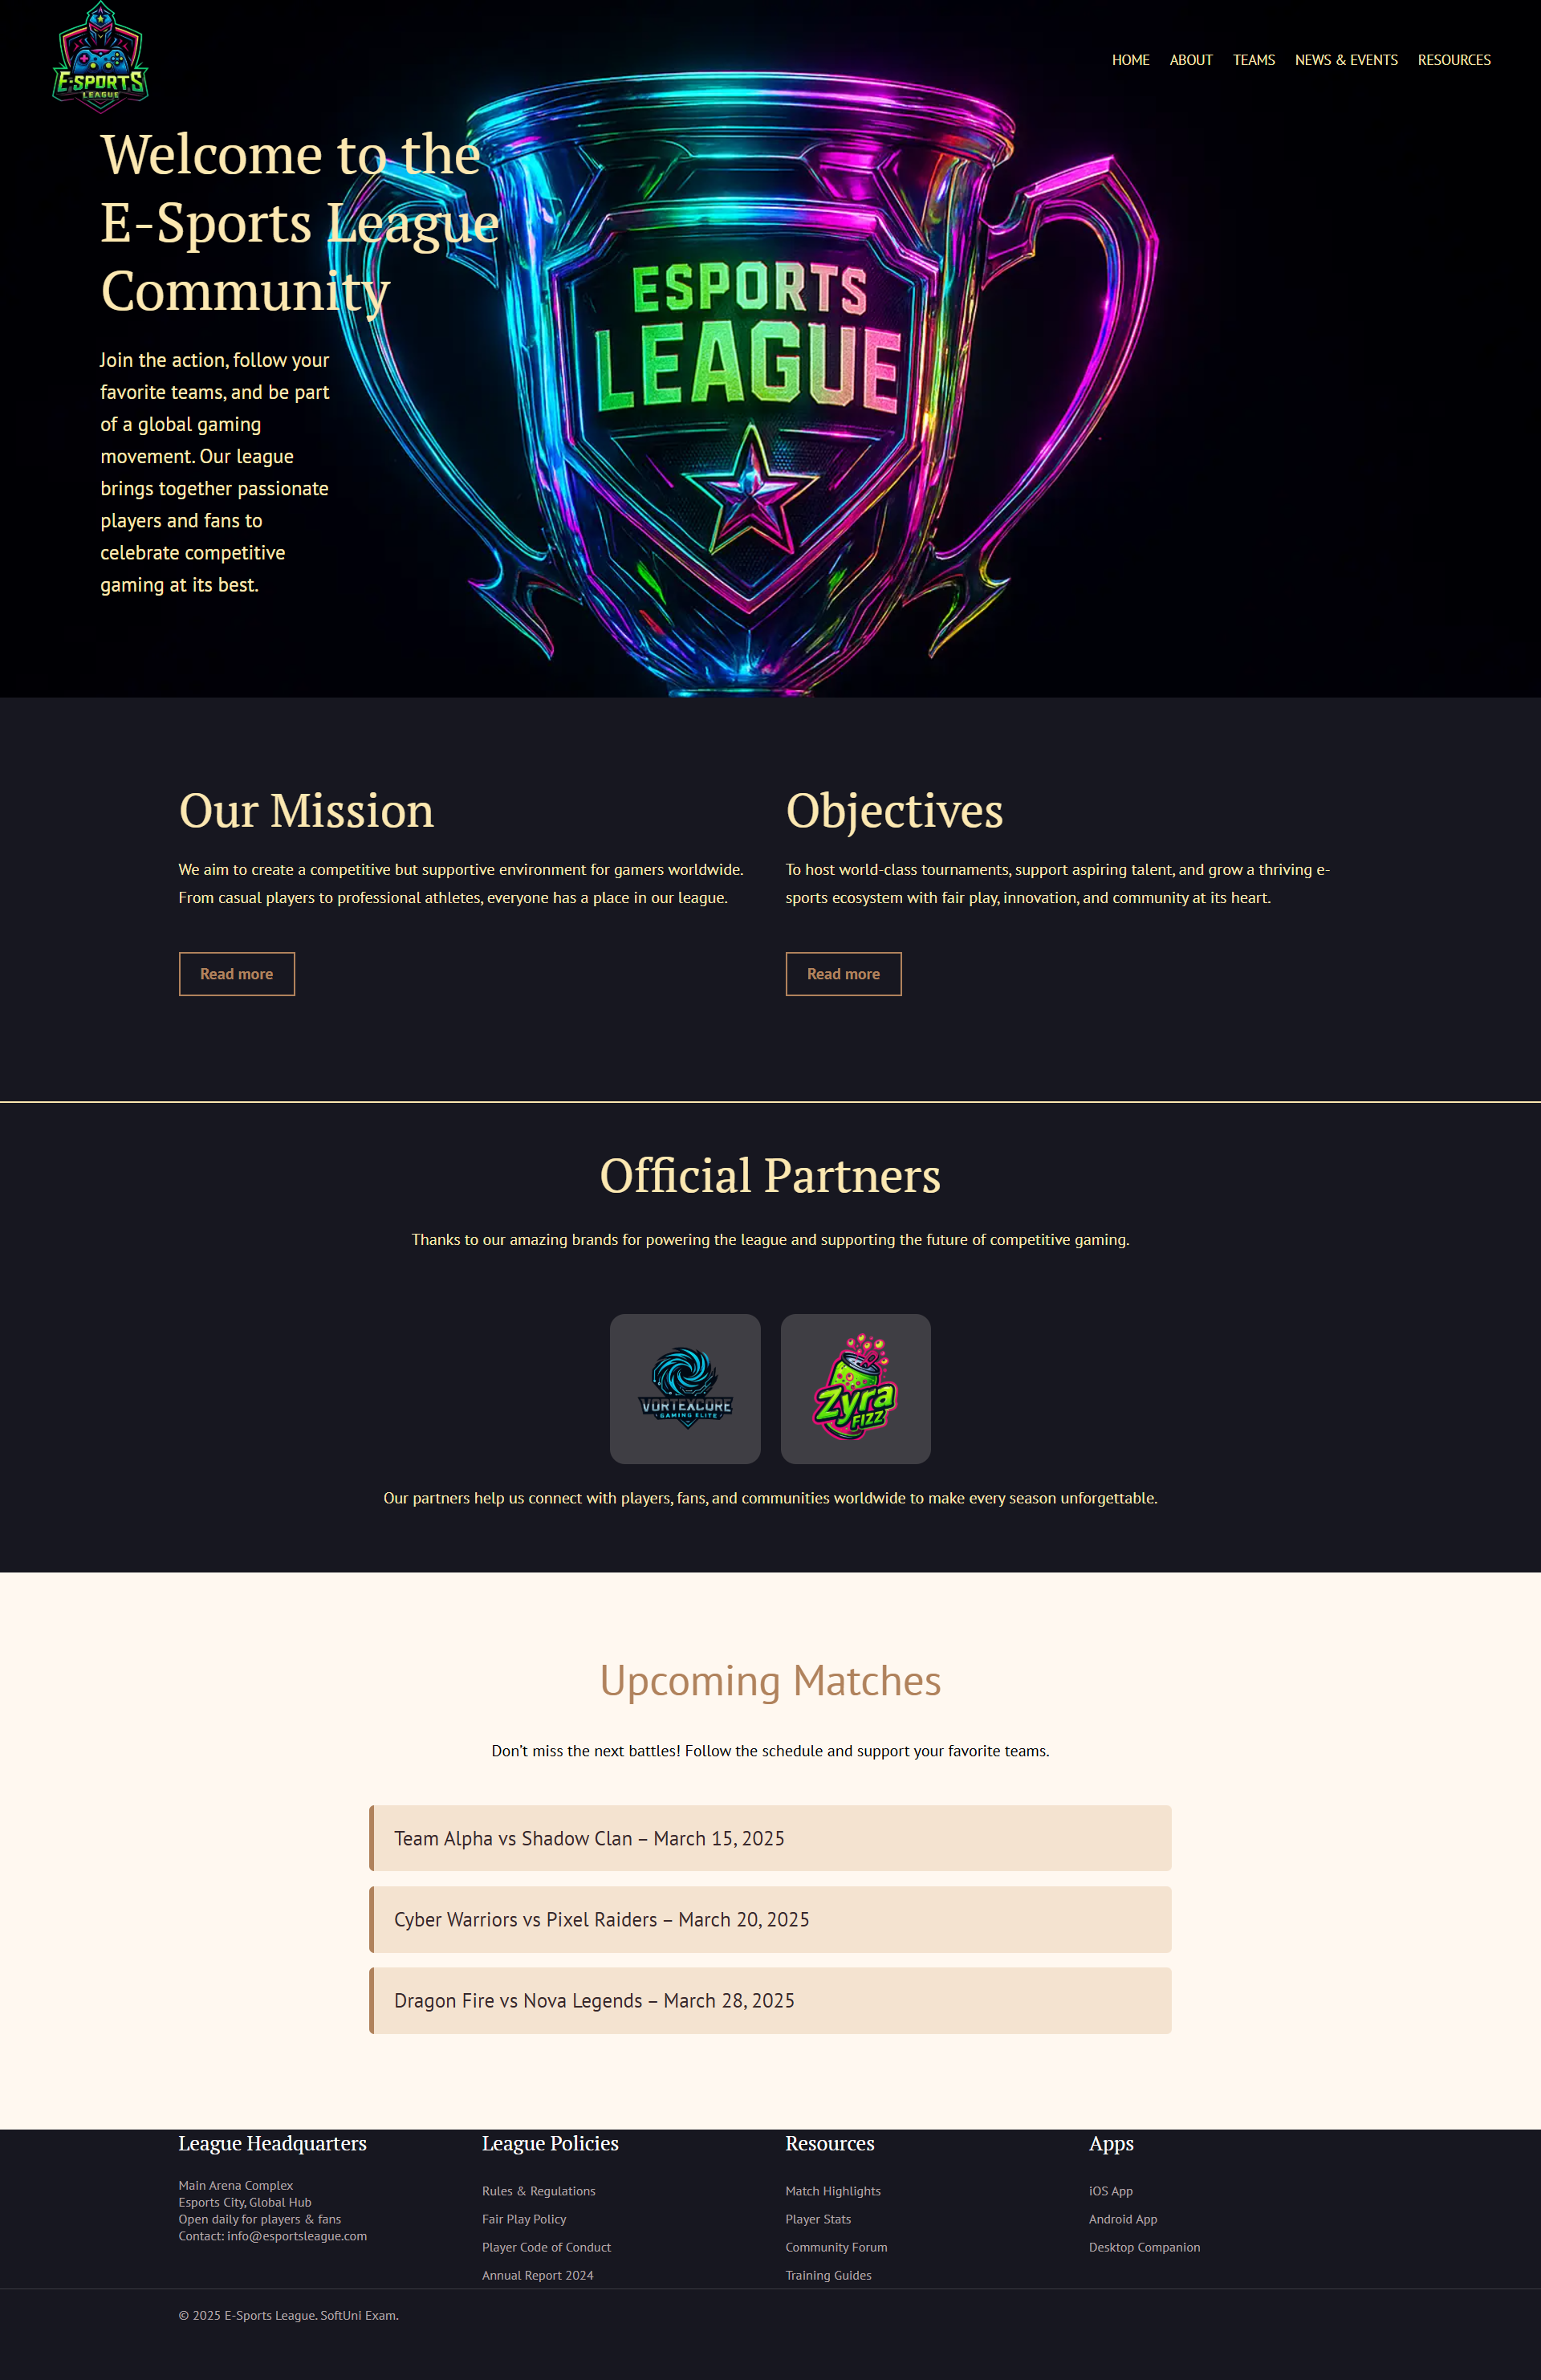 E-SPORTS
LEAGUE
HOME ABOUT TEAMS NEWS & EVENTS RESOURCES
Welcome to the
E-Sports League
Community
Join the action, follow your
favorite teams, and be part
of a global gaming
movement. Our league
brings together passionate
players and fans to
celebrate competitive
gaming at its best.
ESPORTS
LEAGUE
Our Mission
We aim to create a competitive but supportive environment for gamers worldwide.
From casual players to professional athletes, everyone has a place in our league.
Read more
Objectives
To host world-class tournaments, support aspiring talent, and grow a thriving e-
sports ecosystem with fair play, innovation, and community at its heart.
Read more
Official Partners
Thanks to our amazing brands for powering the league and supporting the future of competitive gaming.
VORTEXCORE
GAMING ELITE
Zyra
FIZZ
Our partners help us connect with players, fans, and communities worldwide to make every season unforgettable.
Upcoming Matches
Don’t miss the next battles! Follow the schedule and support your favorite teams.
Team Alpha vs Shadow Clan – March 15, 2025
Cyber Warriors vs Pixel Raiders – March 20, 2025
Dragon Fire vs Nova Legends – March 28, 2025
League Headquarters
Main Arena Complex
Esports City, Global Hub
Open daily for players & fans
Contact: info@esportsleague.com
League Policies
Rules & Regulations
Fair Play Policy
Player Code of Conduct
Annual Report 2024
Resources
Match Highlights
Player Stats
Community Forum
Training Guides
Apps
iOS App
Android App
Desktop Companion
© 2025 E-Sports League. SoftUni Exam.